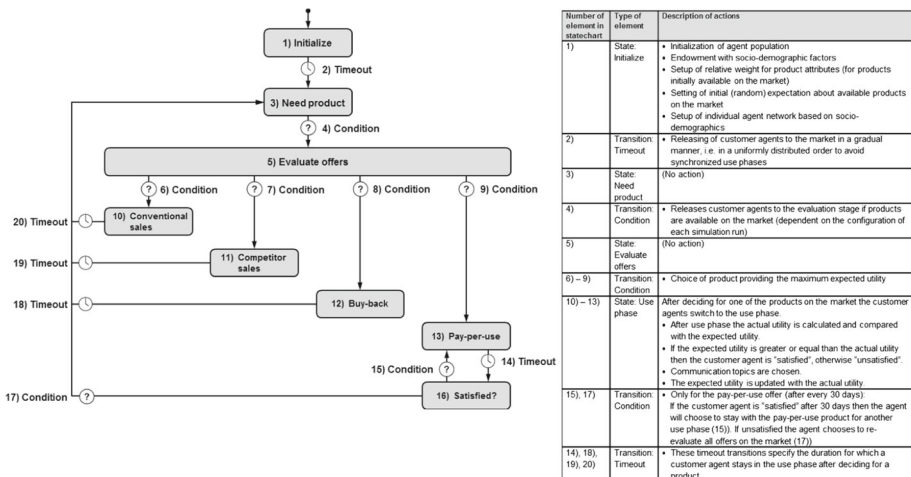 1) Initialize
2) Timeout
3) Need product
4) Condition
5) Evaluate offers
6) Condition
7) Condition
8) Condition
9) Condition
20) Timeout
10) Conventional
sales
19) Timeout
11) Competitor
sales
18) Timeout
12) Buy-back
13) Pay-per-use
14) Timeout
15) Condition
17) Condition
16) Satisfied?
Number of
element in
statechart
Type of
element
Description of actions
1)
State:
Initialize
• Initialization of agent population
• Endowment with socio-demographic factors
• Setup of relative weight for product attributes (for products
initially available on the market)
• Setting of initial (random) expectation about available products
on the market
• Setup of individual agent network based on socio-
demographics
2)
Transition:
Timeout
• Releasing of customer agents to the market in a gradual
manner, i.e. in a uniformly distributed order to avoid
synchronized use phases
3)
State:
Need
product
(No action)
4)
Transition:
Condition
• Releases customer agents to the evaluation stage if products
are available on the market (dependent on the configuration of
each simulation run)
5)
State:
Evaluate
offers
(No action)
6) – 9)
Transition:
Condition
• Choice of product providing the maximum expected utility
10) – 13)
State: Use
phase
After deciding for one of the products on the market the customer
agents switch to the use phase.
• After use phase the actual utility is calculated and compared
with the expected utility.
• If the expected utility is greater or equal than the actual utility
then the customer agent is "satisfied", otherwise "unsatisfied".
• Communication topics are chosen.
• The expected utility is updated with the actual utility.
15), 17)
Transition:
Condition
• Only for the pay-per-use offer (after every 30 days):
If the customer agent is "satisfied" after 30 days then the agent
will choose to stay with the pay-per-use product for another
use phase (15)). If unsatisfied the agent chooses to re-
evaluate all offers on the market (17))
14), 18),
19), 20)
Transition:
Timeout
• These timeout transitions specify the duration for which a
customer agent stays in the use phase after deciding for a
product